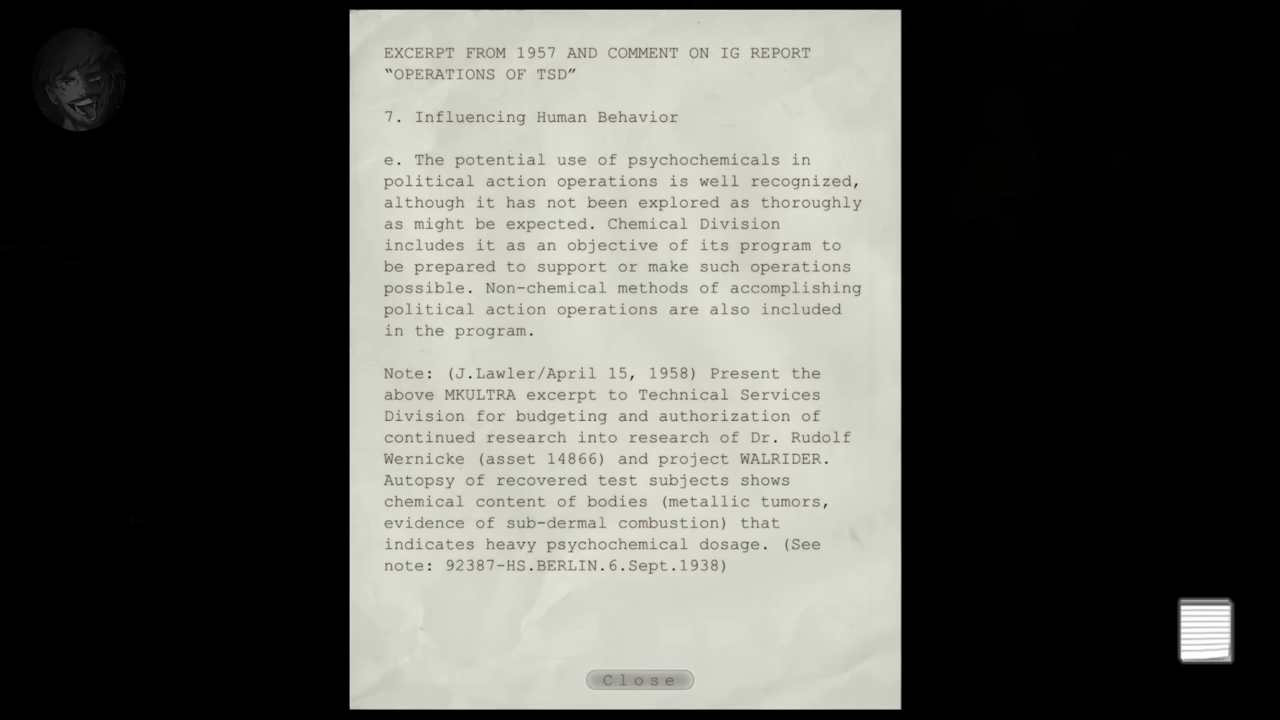 EXCERPT FROM 1957 AND COMMENT ON IG REPORT
“OPERATIONS OF TSD”
7. Influencing Human Behavior
e. The potential use of psychochemicals in
political action operations is well recognized,
although it has not been explored as thoroughly
as might be expected. Chemical Division
includes it as an objective of its program to
be prepared to support or make such operations
possible. Non-chemical methods of accomplishing
political action operations are also included
in the program.
Note: (J.Lawler/April 15, 1958) Present the
above MKULTRA excerpt to Technical Services
Division for budgeting and authorization of
continued research into research of Dr. Rudolf
Wernicke (asset 14866) and project WALRIDER.
Autopsy of recovered test subjects shows
chemical content of bodies (metallic tumors,
evidence of sub-dermal combustion) that
indicates heavy psychochemical dosage. (See
note: 92387-HS.BERLIN.6.Sept.1938)
Close